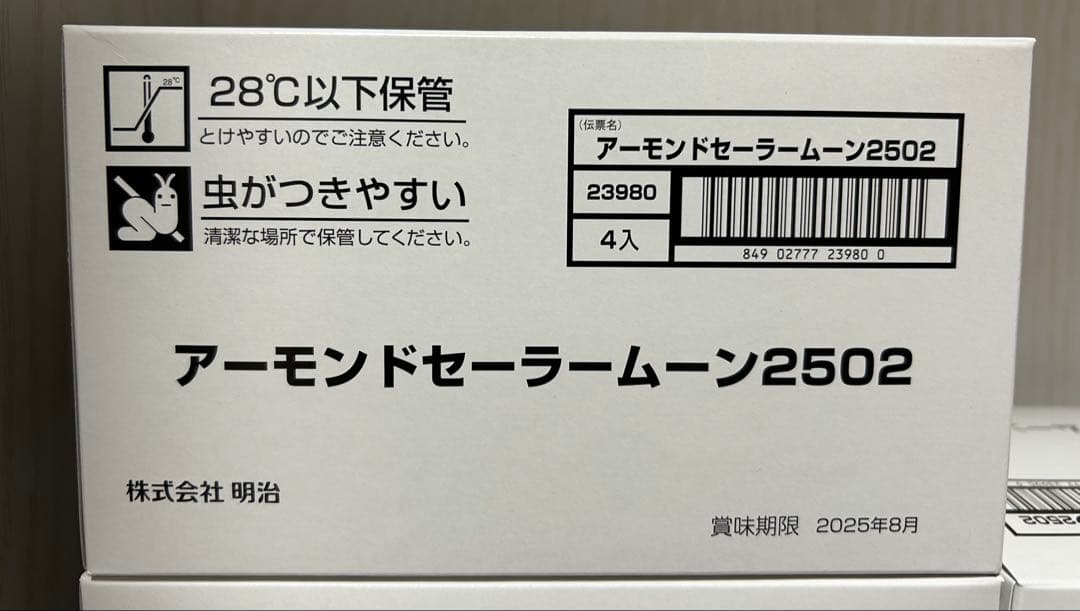 28℃
28℃以下保管
とけやすいのでご注意ください。
虫がつきやすい
清潔な場所で保管してください。
(伝票名)
アーモンドセーラームーン2502
23980
4入
849 02777 23980 0
アーモンドセーラームーン2502
株式会社 明治
賞味期限 2025年8月
2502